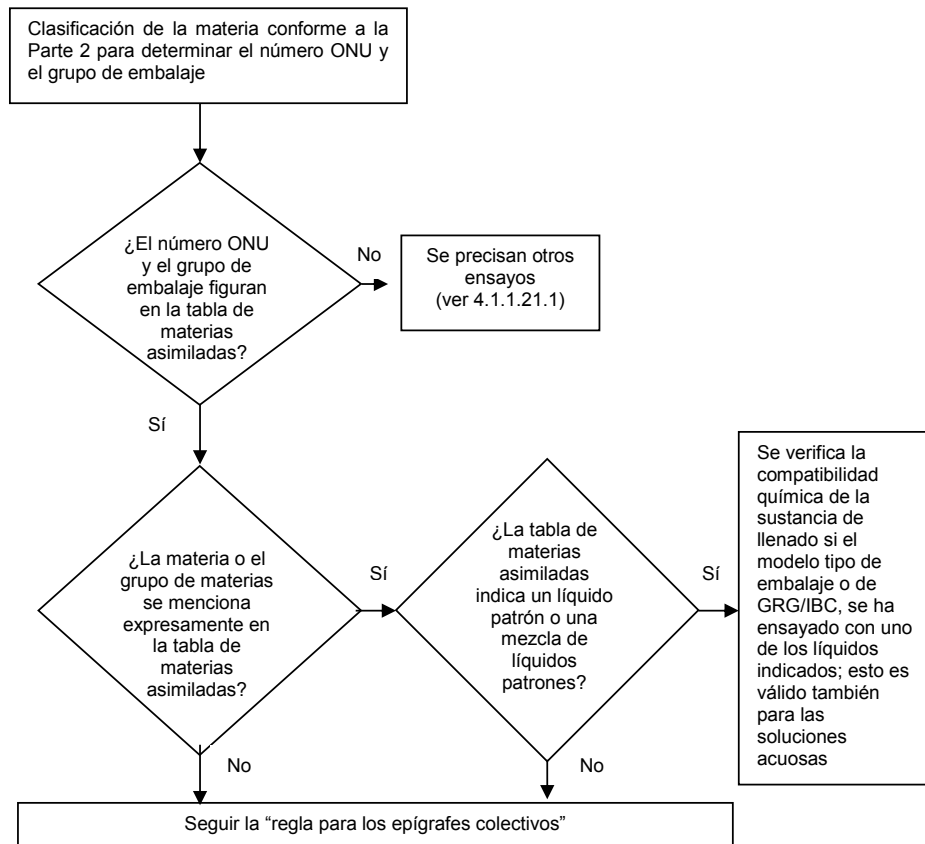 Clasificación de la materia conforme a la
Parte 2 para determinar el número ONU y
el grupo de embalaje
¿El número ONU
y el grupo de
embalaje figuran
en la tabla de
materias
asimiladas?
No
Se precisan otros
ensayos
(ver 4.1.1.21.1)
Sí
¿La materia o el
grupo de materias
se menciona
expresamente en
la tabla de
materias
asimiladas?
Sí
¿La tabla de
materias
asimiladas
indica un líquido
patrón o una
mezcla de
líquidos
patrones?
Sí
Se verifica la
compatibilidad
química de la
sustancia de
llenado si el
modelo tipo de
embalaje o de
GRG/IBC, se ha
ensayado con uno
de los líquidos
indicados; esto es
válido también
para las
soluciones
acuosas
No
No
Seguir la “regla para los epígrafes colectivos”